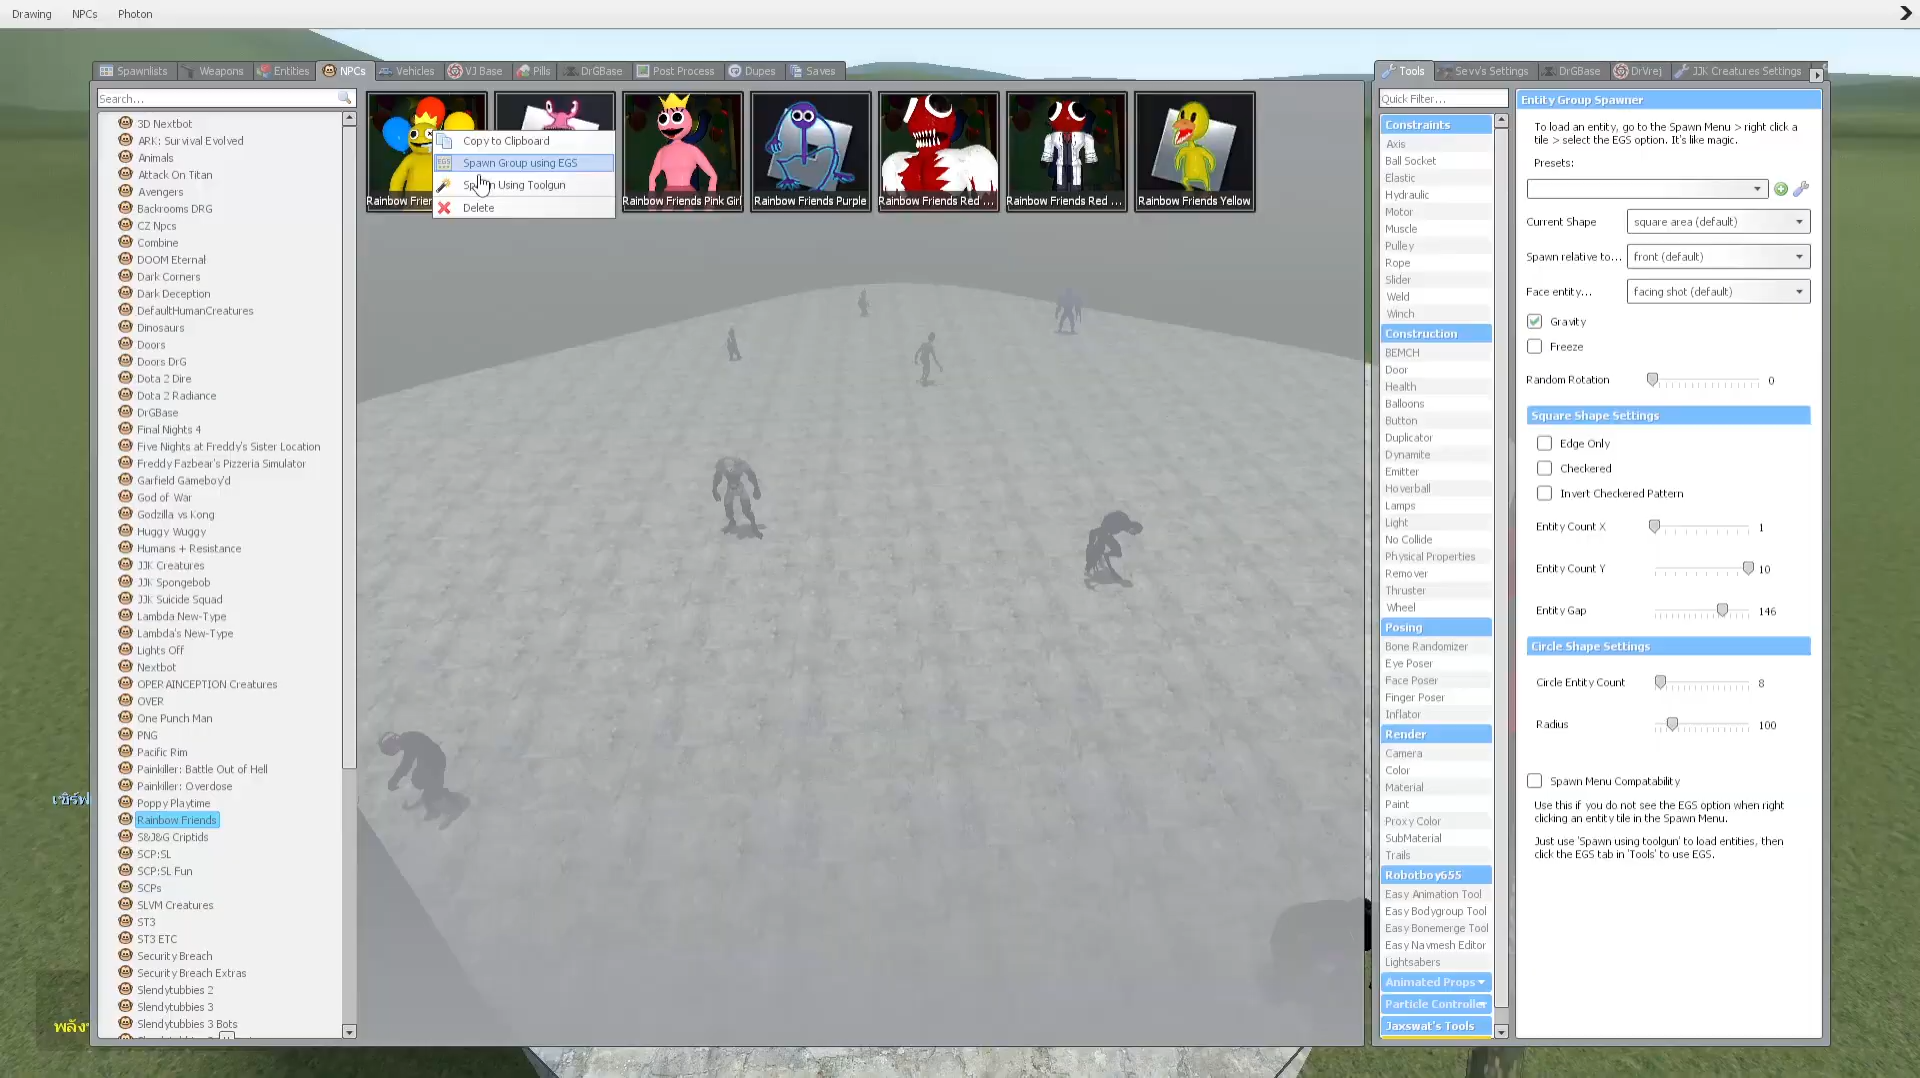 Drawing NPCs Photon
Spawnlists Weapons Entities NPCs Vehicles VJ Base Pills DrGBase Post Process Dupes Saves
Search...
3D Nextbot
ARK: Survival Evolved
Animals
Attack On Titan
Avengers
Backrooms DRG
CZ Npcs
Combine
DOOM Eternal
Dark Corners
Dark Deception
DefaultHumanCreatures
Dinosaurs
Doors
Doors DrG
Dota 2 Dire
Dota 2 Radiance
DrGBase
Final Nights 4
Five Nights at Freddy's Sister Location
Freddy Fazbear's Pizzeria Simulator
Garfield Gameboy'd
God of War
Godzilla vs Kong
Huggy Wuggy
Humans + Resistance
JJK Creatures
JJK Spongebob
JJK Suicide Squad
Lambda New-Type
Lambda's New-Type
Lights Off
Nextbot
OPERAINCEPTION Creatures
OVER
One Punch Man
PNG
Pacific Rim
Painkiller: Battle Out of Hell
Painkiller: Overdose
Poppy Playtime
Rainbow Friends
S&J&G Criptids
SCP:SL
SCP:SL Fun
SCPs
SLVM Creatures
ST3
ST3 ETC
Security Breach
Security Breach Extras
Slendytubbies 2
Slendytubbies 3
Slendytubbies 3 Bots
Copy to Clipboard
EGS Spawn Group using EGS
Using Toolgun
Delete
Rainbow Friends Pink Girl
Rainbow Friends Purple
Rainbow Friends Red ...
Rainbow Friends Red ...
Rainbow Friends Yellow
Tools Sevv's Settings DrGBase DrVrej JJK Creatures Settings
Quick Filter...
Constraints
Axis
Ball Socket
Elastic
Hydraulic
Motor
Muscle
Pulley
Rope
Slider
Weld
Winch
Construction
BEMCH
Door
Health
Balloons
Button
Duplicator
Dynamite
Emitter
Hoverball
Lamps
Light
No Collide
Physical Properties
Remover
Thruster
Wheel
Posing
Bone Randomizer
Eye Poser
Face Poser
Finger Poser
Inflator
Render
Camera
Color
Material
Paint
Proxy Color
SubMaterial
Trails
Robotboy655
Easy Animation Tool
Easy Bodygroup Tool
Easy Bonemerge Tool
Easy Navmesh Editor
Lightsabers
Animated Props
Particle Controller
Jaxswat's Tools
Entity Group Spawner
To load an entity, go to the Spawn Menu > right click a
tile > select the EGS option. It's like magic.
Presets:
Current Shape square area (default)
Spawn relative to... front (default)
Face entity... facing shot (default)
Gravity
Freeze
Random Rotation 0
Square Shape Settings
Edge Only
Checkered
Invert Checkered Pattern
Entity Count X 1
Entity Count Y 10
Entity Gap 146
Circle Shape Settings
Circle Entity Count 8
Radius 100
Spawn Menu Compatability
Use this if you do not see the EGS option when right
clicking an entity tile in the Spawn Menu.
Just use 'Spawn using toolgun' to load entities, then
click the EGS tab in 'Tools' to use EGS.